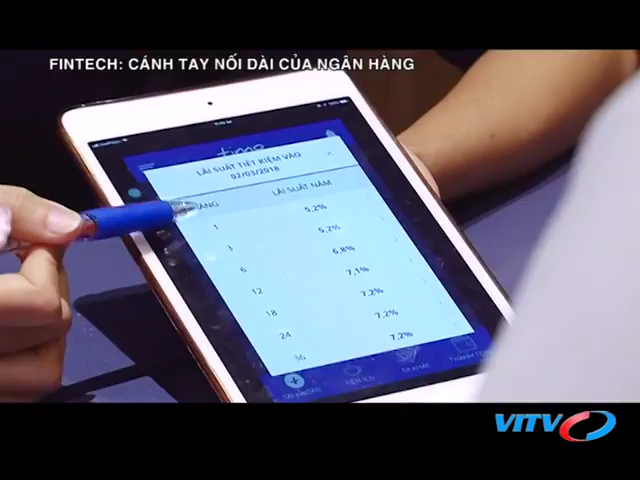 FINTECH: CÁNH TAY NỐI DÀI CỦA NGÂN HÀNG
timo
LÃI SUẤT TIẾT KIỆM VÀO
02/03/2018
LÃI SUẤT NĂM
1 5,2%
3 5,2%
6 6,8%
12 7,1%
18 7,2%
24 7,2%
36 7,2%
VITV